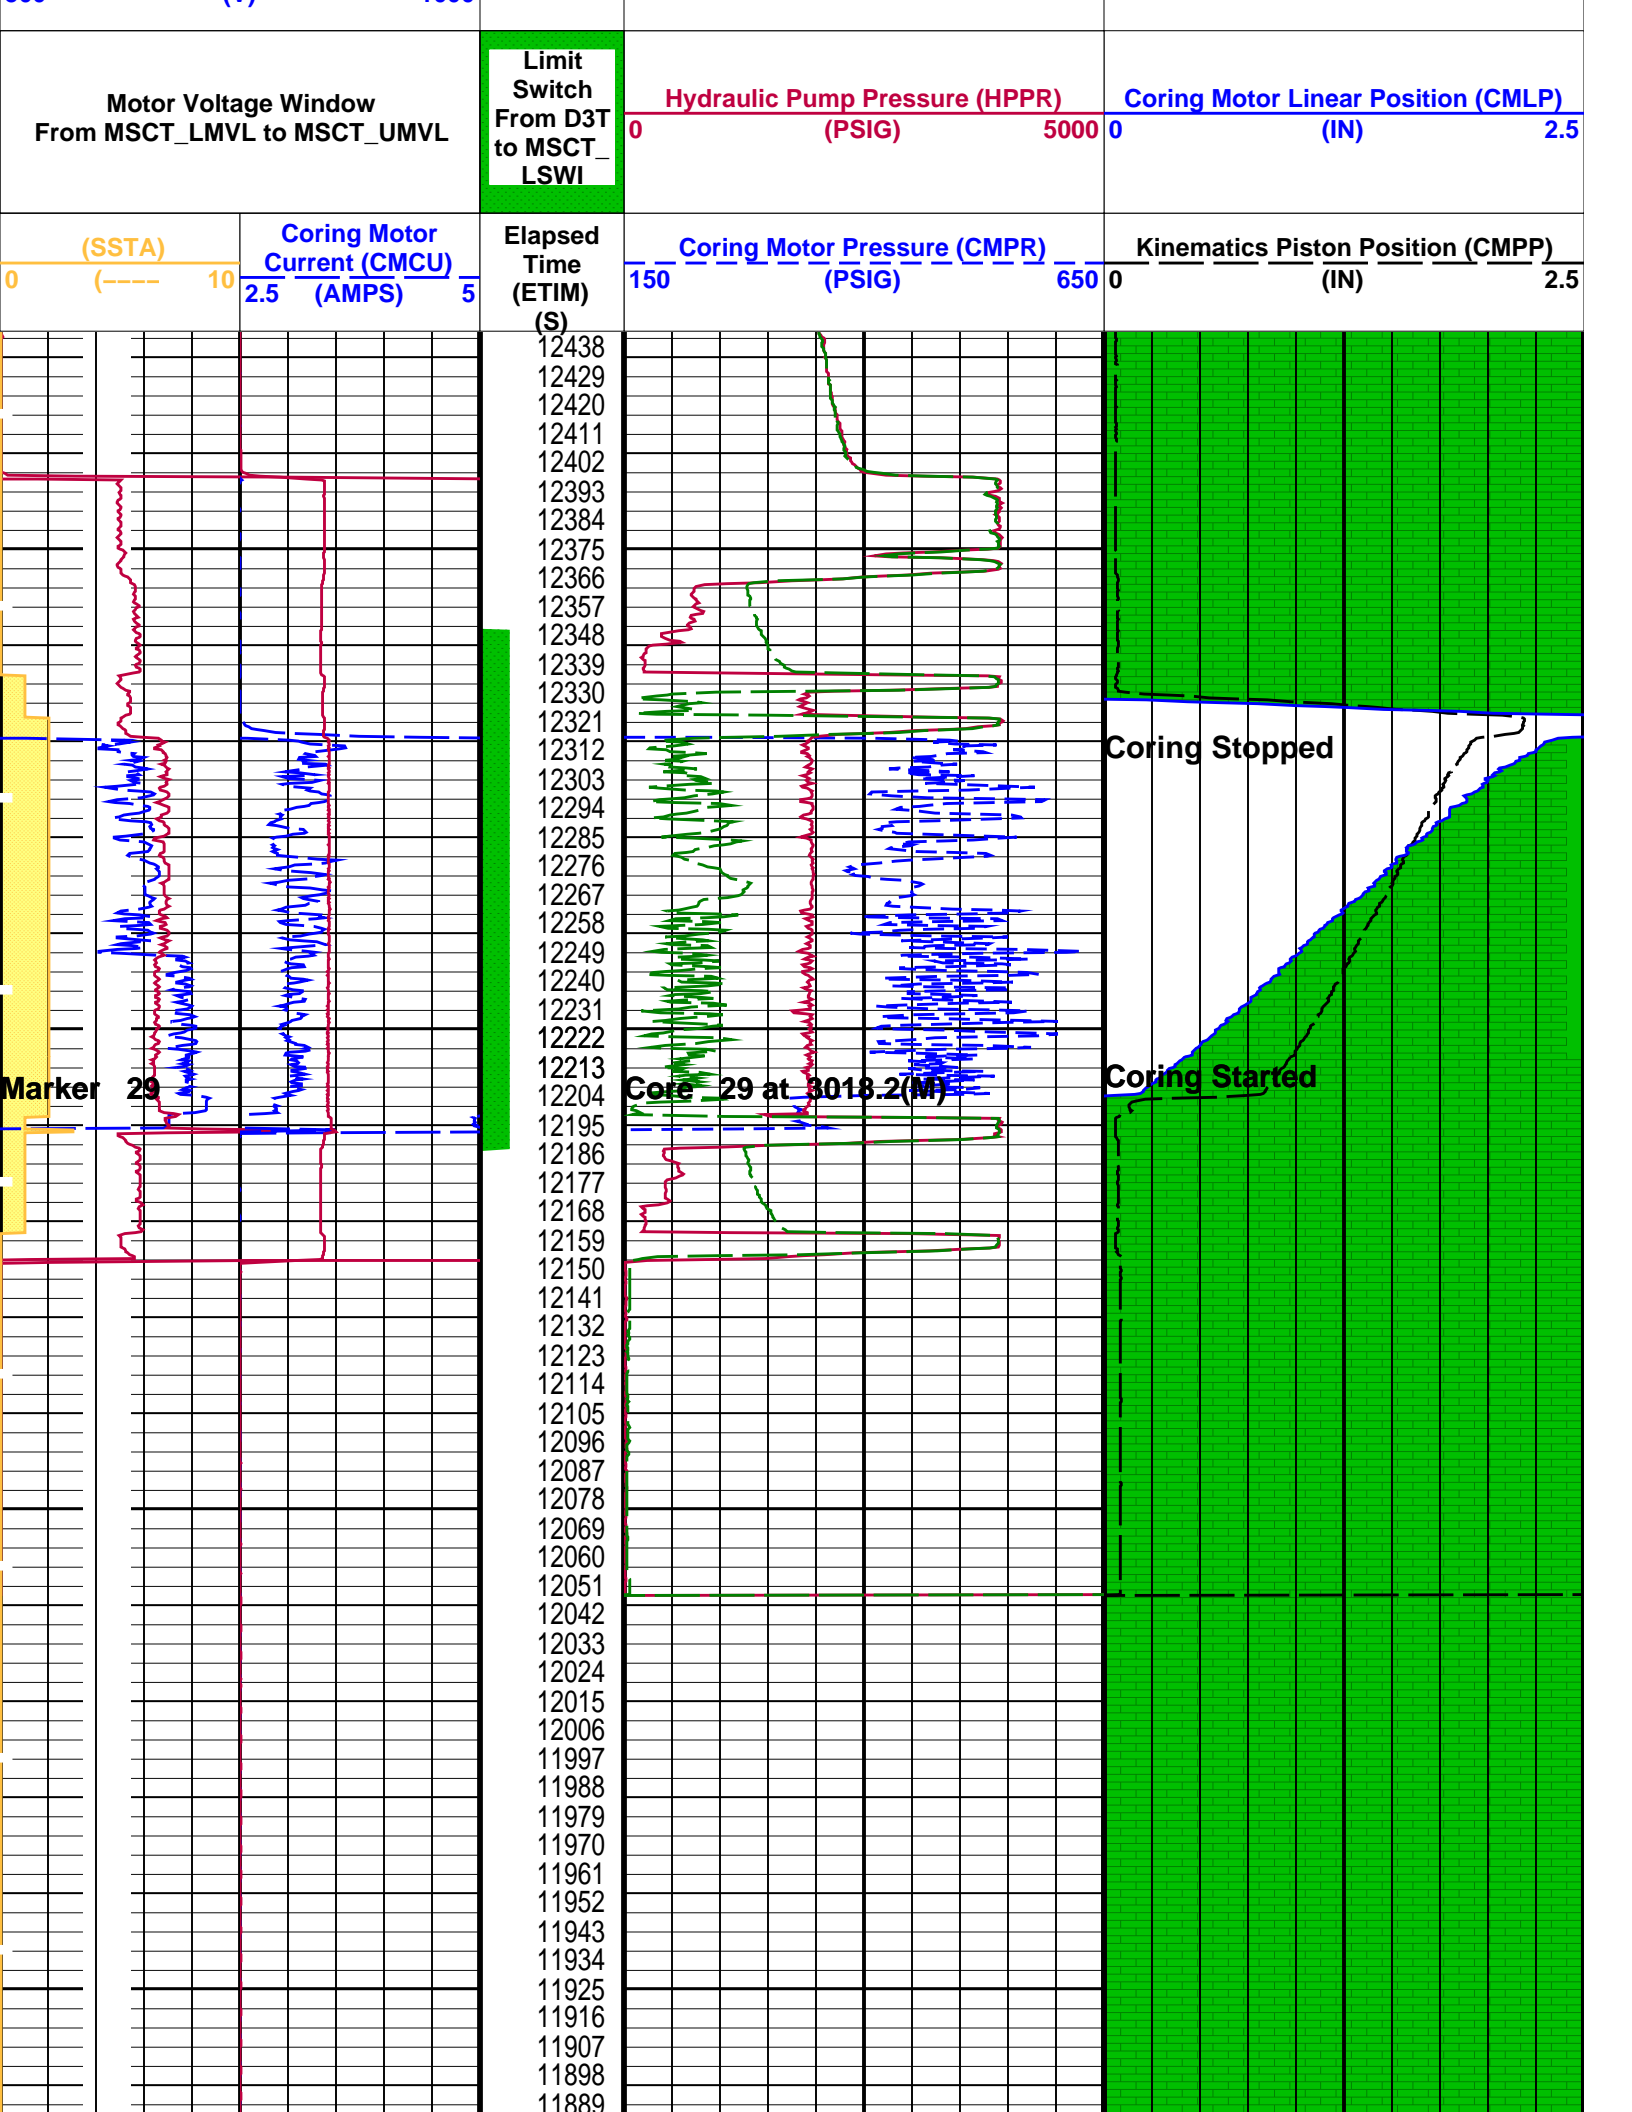 Motor Voltage Window
From MSCT_LMVL to MSCT_UMVL
Limit
Switch
From D3T
to MSCT_
LSWI
Hydraulic Pump Pressure (HPPR)
0 (PSIG) 5000
Coring Motor Linear Position (CMLP)
0 (IN) 2.5
(SSTA)
0 (---- 10
Coring Motor
Current (CMCU)
2.5 (AMPS) 5
Elapsed
Time
(ETIM)
(S)
Coring Motor Pressure (CMPR)
150 (PSIG) 650
Kinematics Piston Position (CMPP)
0 (IN) 2.5
12438
12429
12420
12411
12402
12393
12384
12375
12366
12357
12348
12339
12330
12321
12312
Coring Stopped
12303
12294
12285
12276
12267
12258
12249
12240
12231
12222
12213
Coring Started
Marker 29
Core 29 at 3018.2(M)
12204
12195
12186
12177
12168
12159
12150
12141
12132
12123
12114
12105
12096
12087
12078
12069
12060
12051
12042
12033
12024
12015
12006
11997
11988
11979
11970
11961
11952
11943
11934
11925
11916
11907
11898
11889